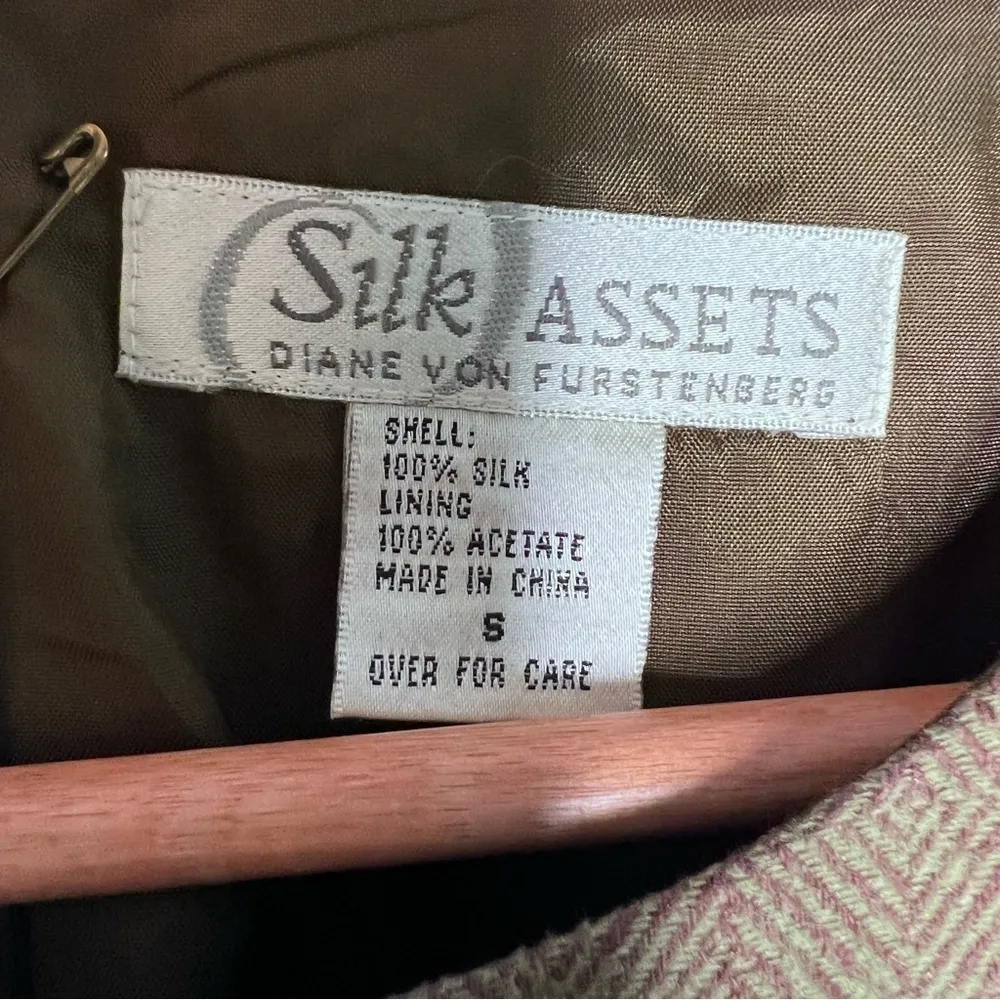 Silk ASSETS
DIANE VON FURSTENBERG
SHELL:
100% SILK
LINING
100% ACETATE
MADE IN CHINA
S
OVER FOR CARE